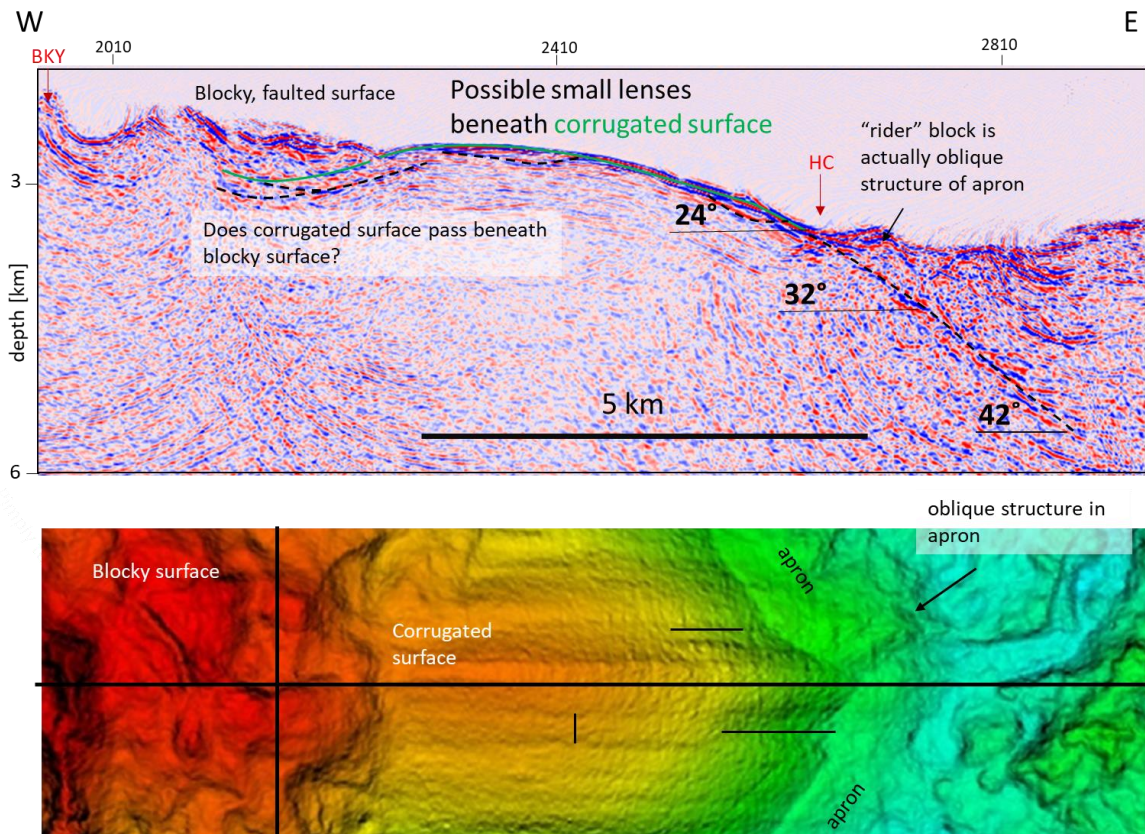 W
E
2010
2410
2810
BKY
Blocky, faulted surface
Possible small lenses
beneath corrugated surface
"rider" block is
actually oblique
structure of apron
HC
3
24°
Does corrugated surface pass beneath
blocky surface?
32°
depth [km]
5 km
42°
6
oblique structure in
apron
Blocky surface
apron
Corrugated
surface
apron